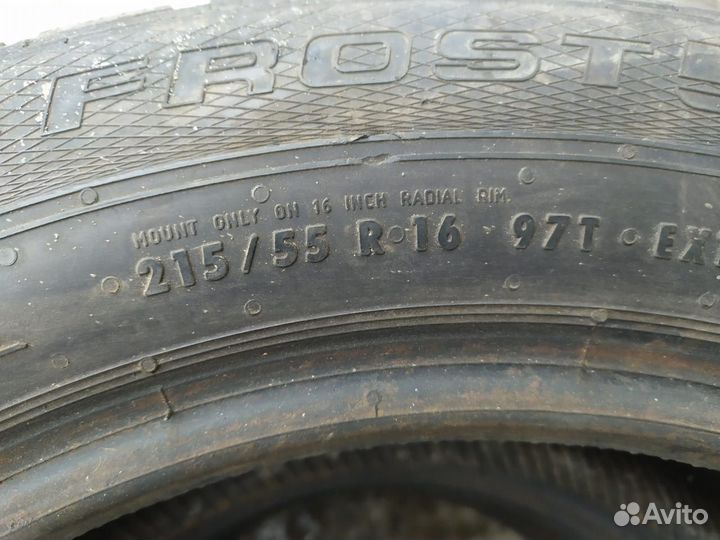 FROST
MOUNT ONLY ON 16 INCH RADIAL RIM.
215/55 R 16 97T EX
Avito